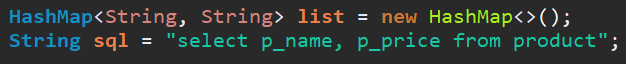 HashMap<String, String> list = new HashMap<>();
String sql = "select p_name, p_price from product";